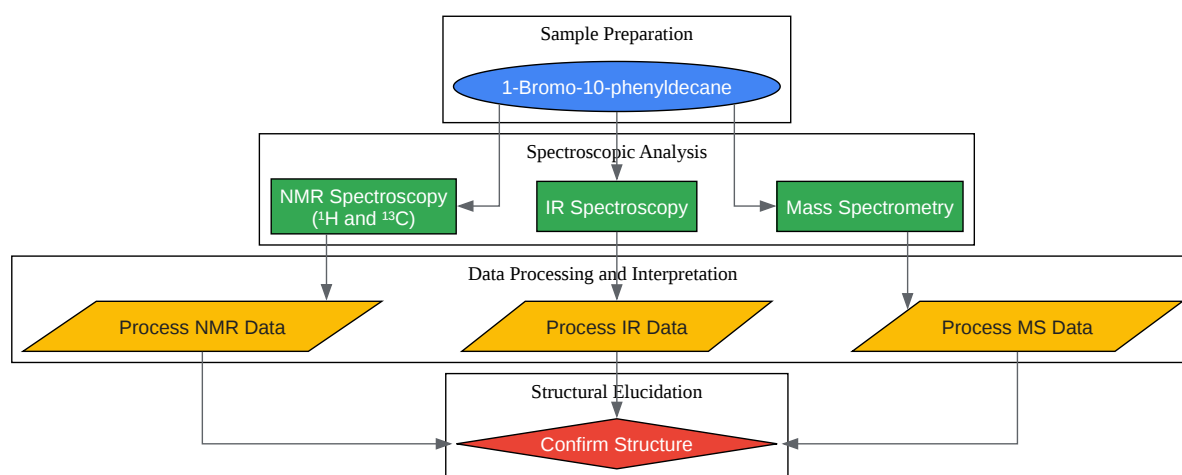 Sample Preparation
1-Bromo-10-phenyldecane
Spectroscopic Analysis
NMR Spectroscopy
(¹H and ¹³C)
IR Spectroscopy
Mass Spectrometry
Data Processing and Interpretation
Process NMR Data
Process IR Data
Process MS Data
Structural Elucidation
Confirm Structure